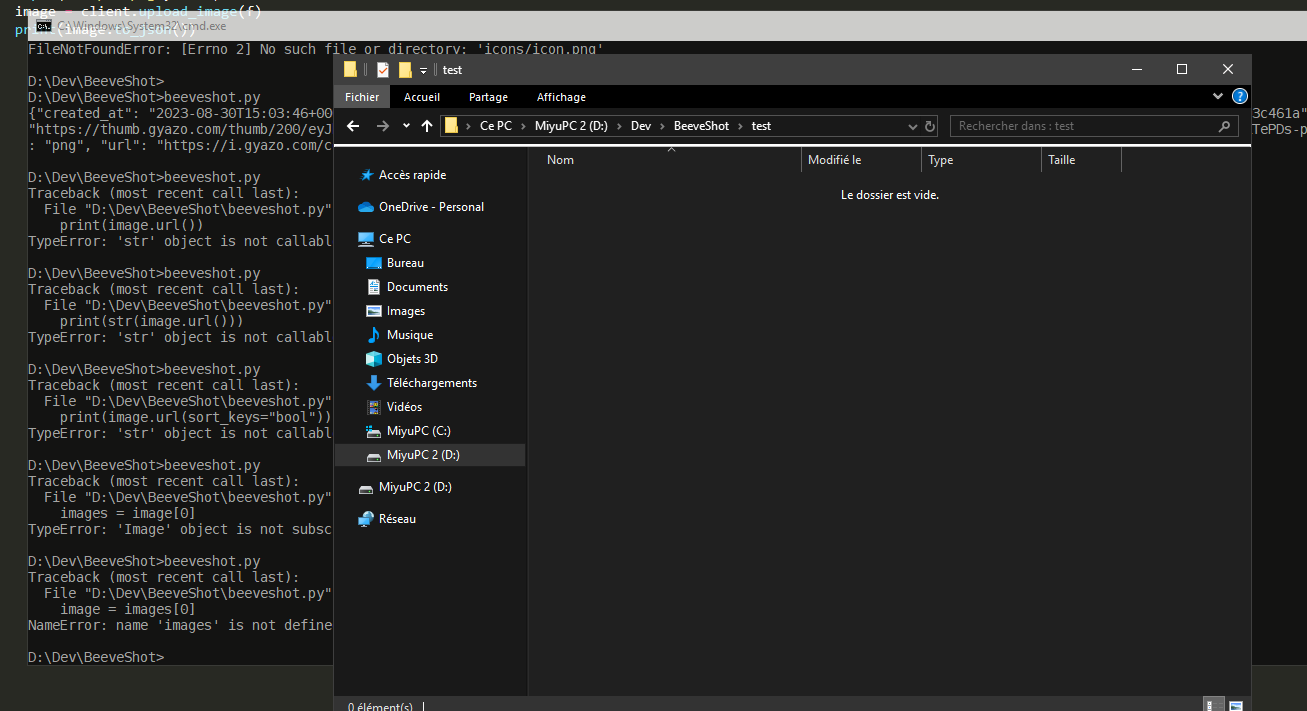 image = client.upload_image(f)
C:\Windows\System32\cmd.exe
print(image.to_json())
FileNotFoundError: [Errno 2] No such file or directory: 'icons/icon.png'
D:\Dev\BeeveShot>
D:\Dev\BeeveShot>beeveshot.py
{"created_at": "2023-08-30T15:03:46+00
3c461a"
"https://thumb.gyazo.com/thumb/200/eyJ
TePDs-p
: "png", "url": "https://i.gyazo.com/c
D:\Dev\BeeveShot>beeveshot.py
Traceback (most recent call last):
File "D:\Dev\BeeveShot\beeveshot.py"
print(image.url())
TypeError: 'str' object is not callabl
D:\Dev\BeeveShot>beeveshot.py
Traceback (most recent call last):
File "D:\Dev\BeeveShot\beeveshot.py"
print(str(image.url()))
TypeError: 'str' object is not callabl
D:\Dev\BeeveShot>beeveshot.py
Traceback (most recent call last):
File "D:\Dev\BeeveShot\beeveshot.py"
print(image.url(sort_keys="bool"))
TypeError: 'str' object is not callabl
D:\Dev\BeeveShot>beeveshot.py
Traceback (most recent call last):
File "D:\Dev\BeeveShot\beeveshot.py"
images = image[0]
TypeError: 'Image' object is not subsc
D:\Dev\BeeveShot>beeveshot.py
Traceback (most recent call last):
File "D:\Dev\BeeveShot\beeveshot.py"
image = images[0]
NameError: name 'images' is not define
D:\Dev\BeeveShot>
test
Fichier Accueil Partage Affichage
Ce PC > MiyuPC 2 (D:) > Dev > BeeveShot > test
Rechercher dans : test
Nom Modifié le Type Taille
Le dossier est vide.
Accès rapide
OneDrive - Personal
Ce PC
Bureau
Documents
Images
Musique
Objets 3D
Téléchargements
Vidéos
MiyuPC (C:)
MiyuPC 2 (D:)
MiyuPC 2 (D:)
Réseau
0 élément(s)